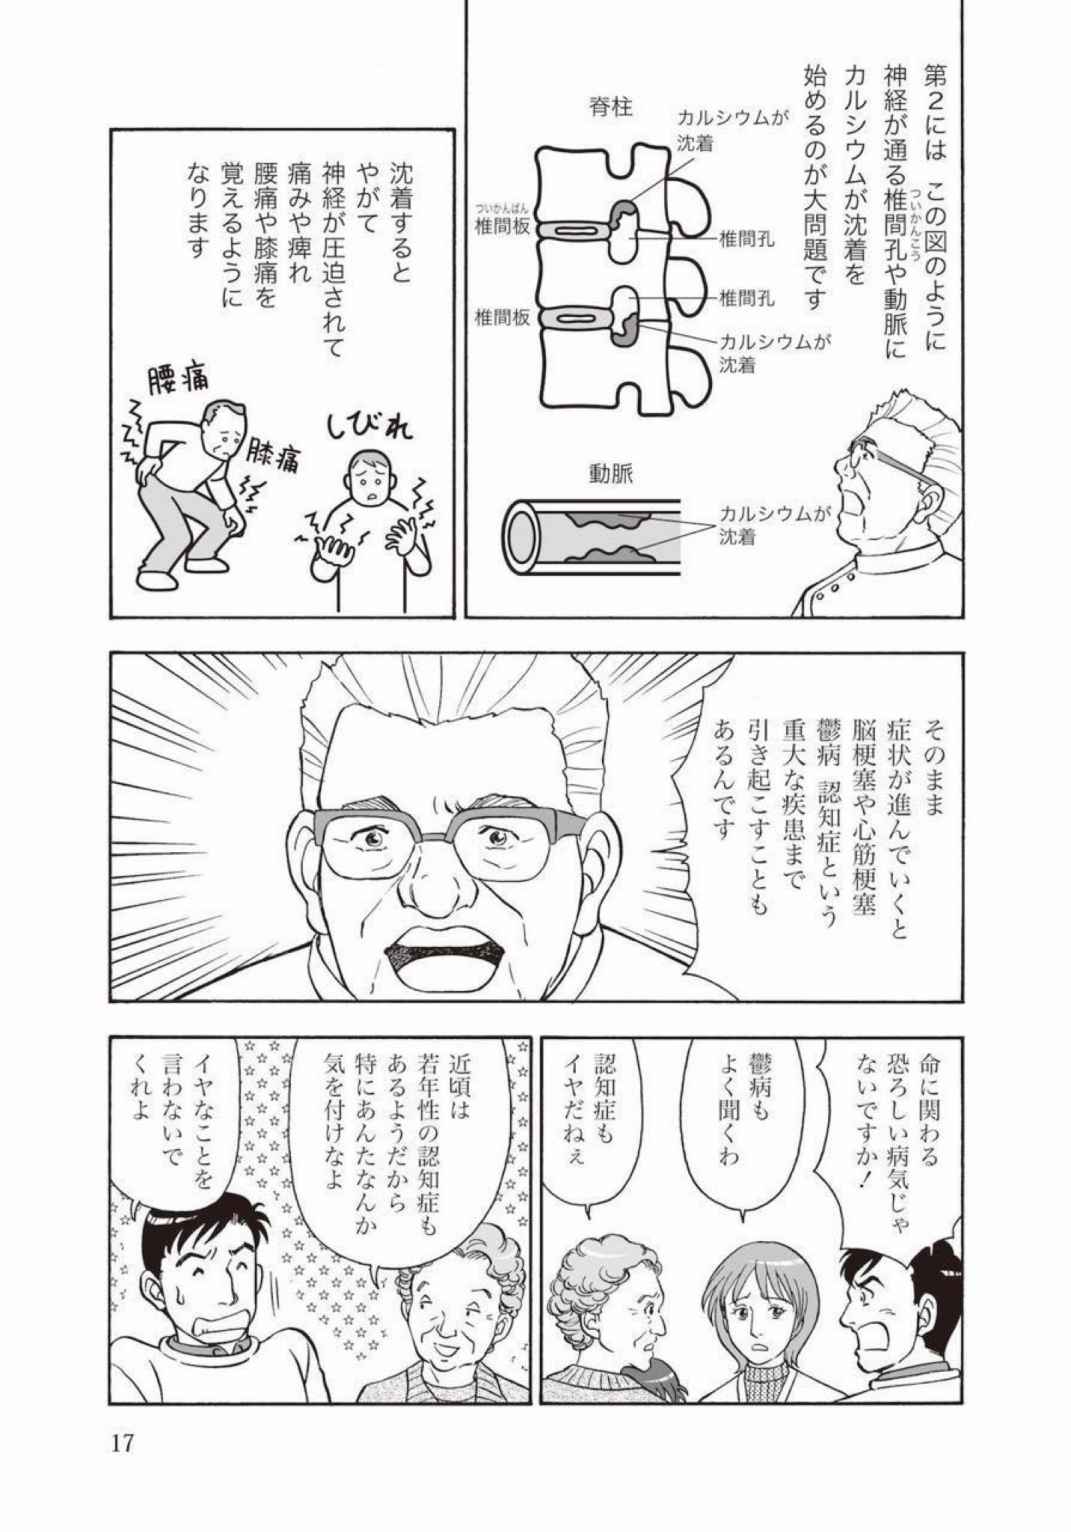 第2には この図のように
神経が通る椎間孔や動脈に
ついかんこう
カルシウムが沈着を
始めるのが大問題です
脊柱
カルシウムが
沈着
ついかんばん
椎間板
椎間孔
椎間孔
椎間板
カルシウムが
沈着
動脈
カルシウムが
沈着
沈着すると
やがて
神経が圧迫されて
痛みや痺れ
腰痛や膝痛を
覚えるように
なります
腰痛
膝痛
しびれ
そのまま
症状が進んでいくと
脳梗塞や心筋梗塞
鬱病 認知症という
重大な疾患まで
引き起こすことも
あるんです
命に関わる
恐ろしい病気じゃ
ないですか!
鬱病も
よく聞くわ
認知症も
イヤだねぇ
近頃は
若年性の認知症も
あるようだから
特にあんたなんか
気を付けなよ
イヤなことを
言わないで
くれよ
17